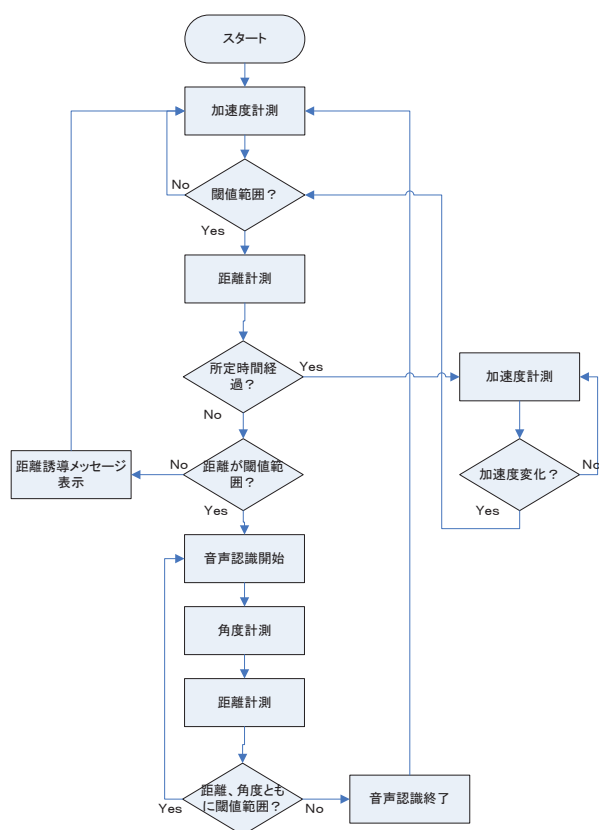 スタート
加速度計測
No
閾値範囲？
Yes
距離計測
所定時間経
過？
Yes
No
加速度計測
距離誘導メッセージ
表示
No
距離が閾値範
囲？
Yes
加速度変化？
No
Yes
音声認識開始
角度計測
距離計測
距離、角度とも
に閾値範囲？
Yes
No
音声認識終了